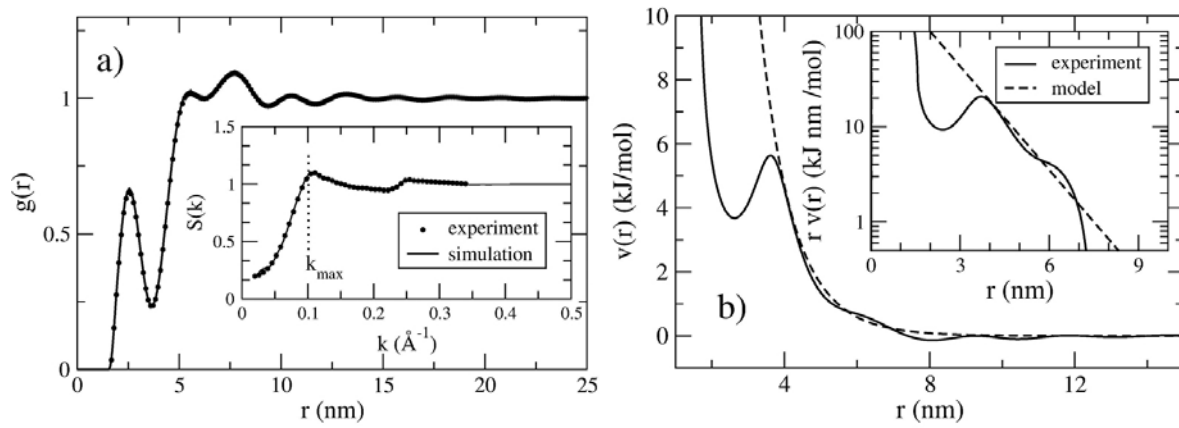 a)
g(r)
1
0.5
0
0 5 10 15 20 25
r (nm)
S(k)
1.5
1
0.5
0
0 0.1 0.2 0.3 0.4 0.5
k (Å⁻¹)
k_max
experiment
simulation
b)
v(r) (kJ/mol)
10
8
6
4
2
0
4 8 12
r (nm)
r v(r) (kJ nm /mol)
100
10
1
0 3 6 9
r (nm)
experiment
model